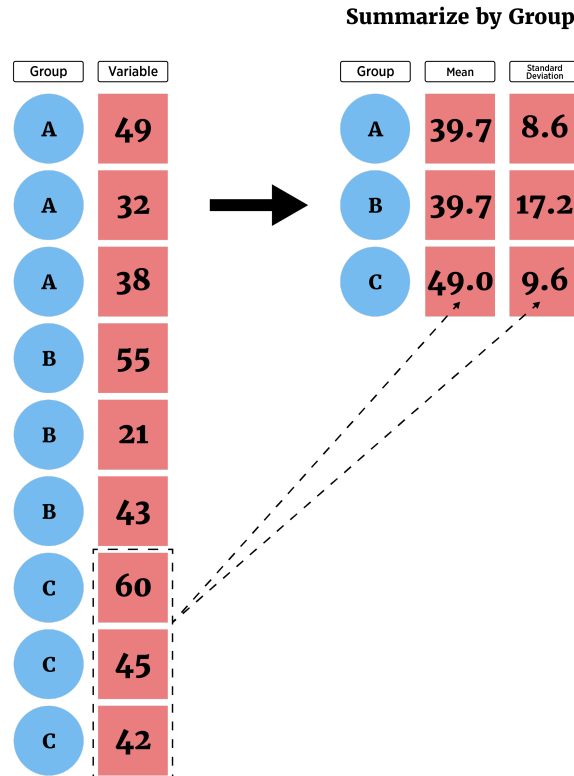 Summarize by Group
Group Variable Group Mean Standard Deviation
A 49 A 39.7 8.6
A 32 B 39.7 17.2
A 38 C 49.0 9.6
B 55
B 21
B 43
C 60
C 45
C 42